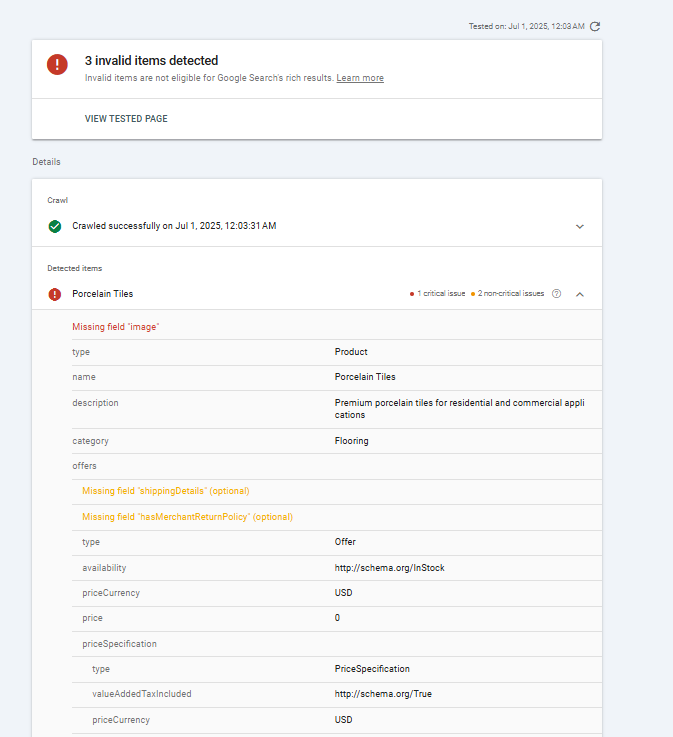 Tested on: Jul 1, 2025, 12:03 AM
3 invalid items detected
Invalid items are not eligible for Google Search's rich results. Learn more
VIEW TESTED PAGE
Details
Crawl
Crawled successfully on Jul 1, 2025, 12:03:31 AM
Detected items
Porcelain Tiles 1 critical issue 2 non-critical issues
Missing field "image"
type Product
name Porcelain Tiles
description Premium porcelain tiles for residential and commercial appli
cations
category Flooring
offers
Missing field "shippingDetails" (optional)
Missing field "hasMerchantReturnPolicy" (optional)
type Offer
availability http://schema.org/InStock
priceCurrency USD
price 0
priceSpecification
type PriceSpecification
valueAddedTaxIncluded http://schema.org/True
priceCurrency USD